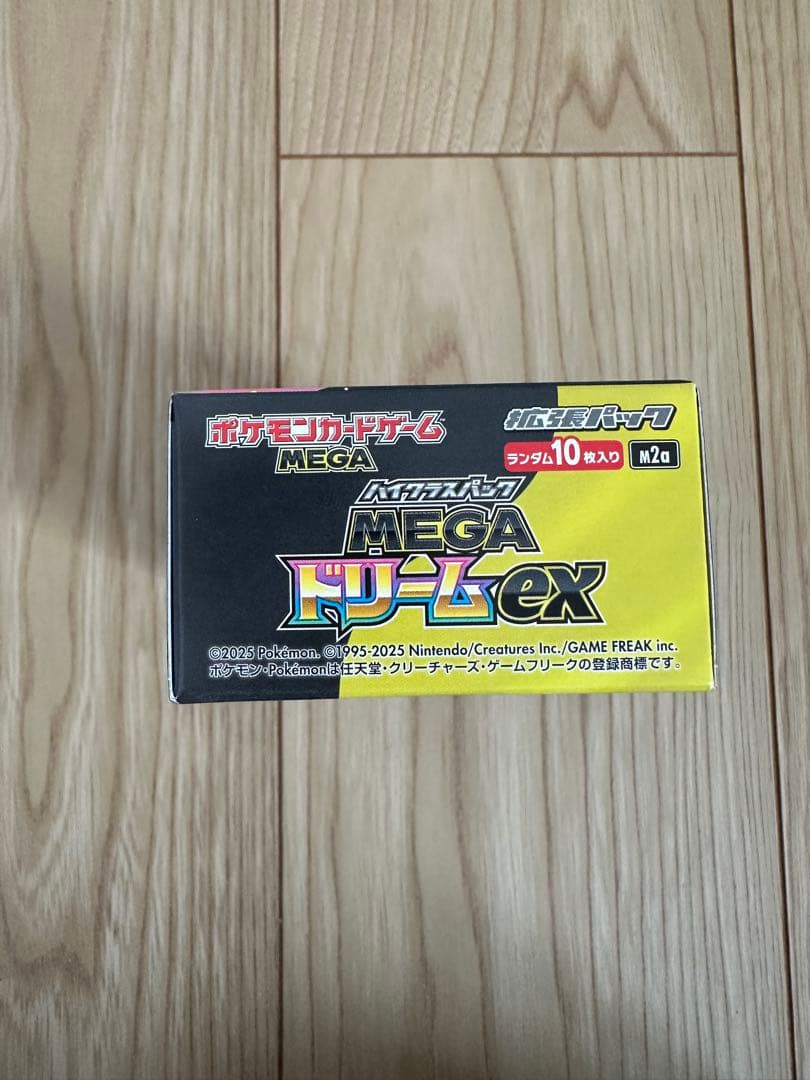 ポケモンカードゲーム
MEGA
拡張パック
ランダム10枚入り M2a
ハイクラスパック
MEGA
ドリームex
©2025 Pokémon. ©1995-2025 Nintendo/Creatures Inc./GAME FREAK inc.
ポケモン・Pokémonは任天堂・クリーチャーズ・ゲームフリークの登録商標です。